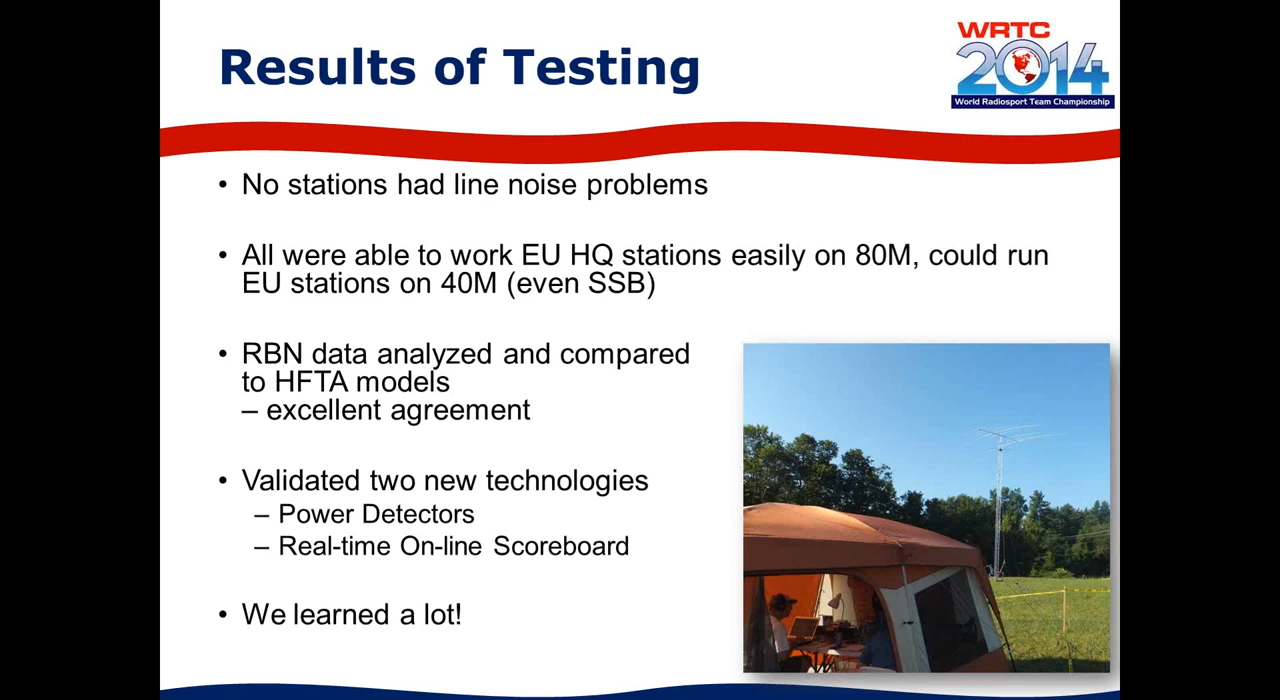 Results of Testing
WRTC
2014
World Radiosport Team Championship
• No stations had line noise problems
• All were able to work EU HQ stations easily on 80M, could run
EU stations on 40M (even SSB)
• RBN data analyzed and compared
to HFTA models
– excellent agreement
• Validated two new technologies
– Power Detectors
– Real-time On-line Scoreboard
• We learned a lot!